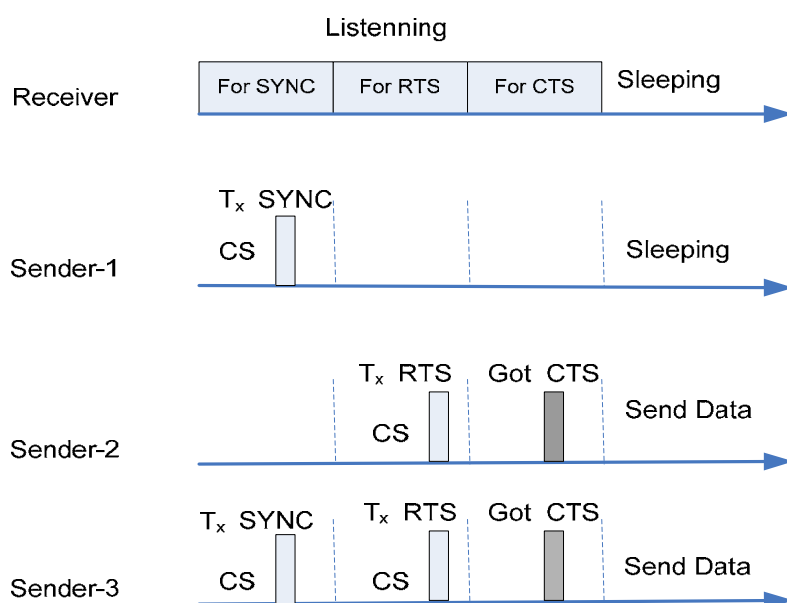 Listenning
Receiver
For SYNC
For RTS
For CTS
Sleeping
Tx SYNC
CS
Sender-1
Sleeping
Tx RTS
Got CTS
CS
Sender-2
Send Data
Tx SYNC
Tx RTS
Got CTS
CS
CS
Sender-3
Send Data